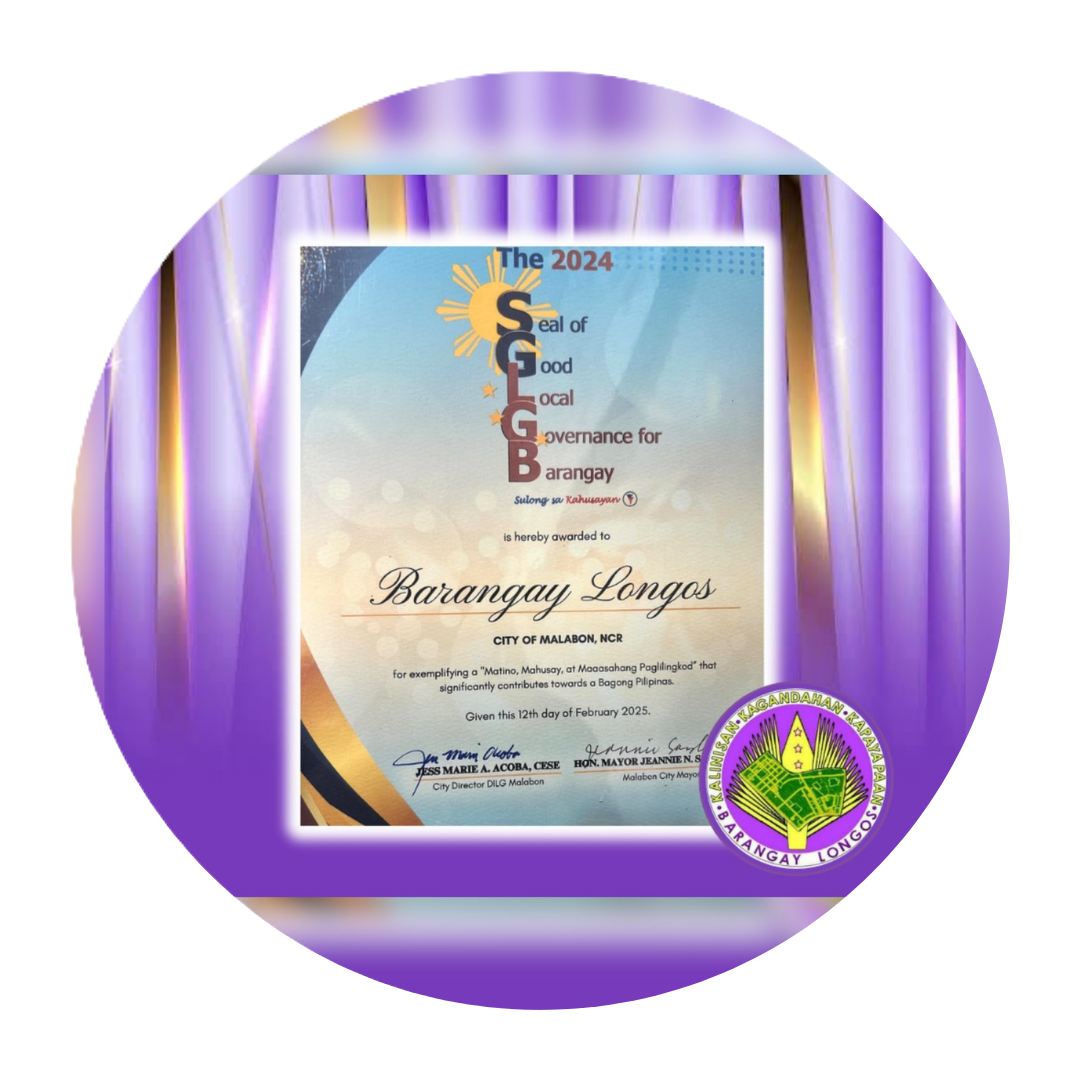 The 2024
Seal of
Good
Local
Governance for
Barangay
Sulong sa Kahusayan
is hereby awarded to
Barangay Longos
CITY OF MALABON, NCR
for exemplifying a "Matino, Mahusay, at Maaasahang Paglilingkod" that
significantly contributes towards a Bagong Pilipinas.
Given this 12th day of February 2025.
JESS MARIE A. ACOBA, CESE
City Director DILG Malabon
HON. MAYOR JEANNIE N. S
Malabon City Mayor
KALINISAN • KAGANDAHAN • KAPAYAPAAN
• BARANGAY LONGOS •